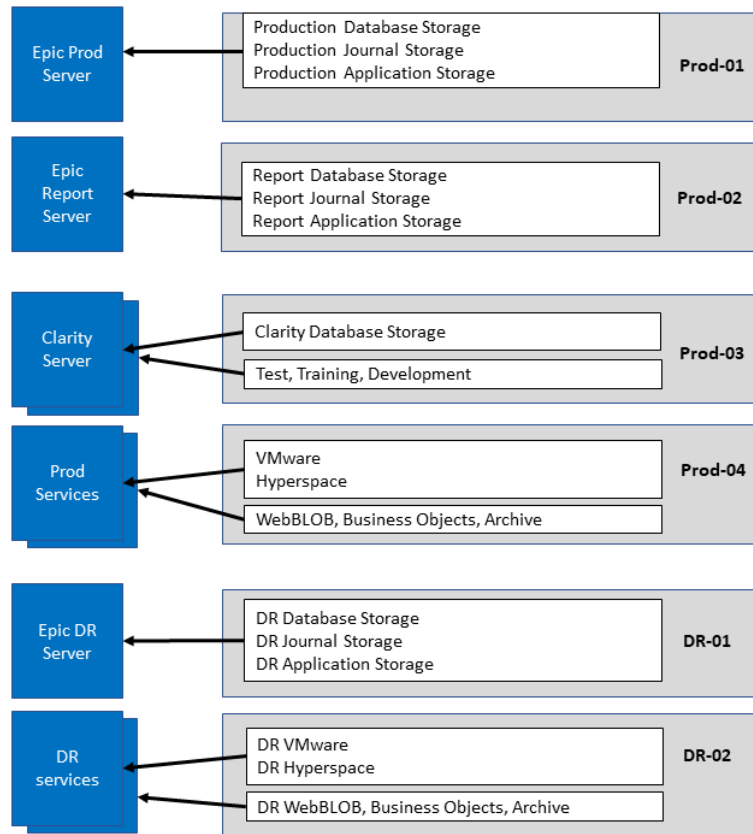 Epic Prod
Server
Production Database Storage
Production Journal Storage
Production Application Storage
Prod-01
Epic
Report
Server
Report Database Storage
Report Journal Storage
Report Application Storage
Prod-02
Clarity
Server
Clarity Database Storage
Test, Training, Development
Prod-03
Prod
Services
VMware
Hyperspace
WebBLOB, Business Objects, Archive
Prod-04
Epic DR
Server
DR Database Storage
DR Journal Storage
DR Application Storage
DR-01
DR
services
DR VMware
DR Hyperspace
DR WebBLOB, Business Objects, Archive
DR-02